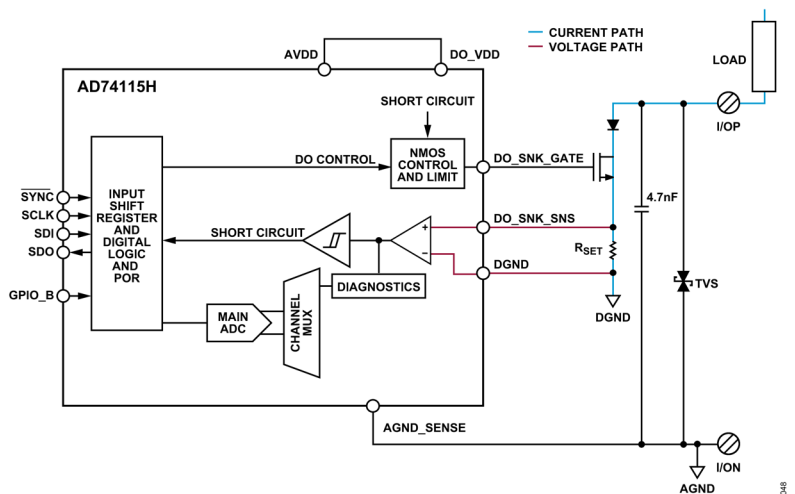 AVDD
DO_VDD
CURRENT PATH
VOLTAGE PATH
LOAD
AD74115H
SHORT CIRCUIT
I/OP
DO CONTROL
NMOS
CONTROL
AND LIMIT
DO_SNK_GATE
INPUT
SHIFT
REGISTER
AND
DIGITAL
LOGIC
AND
POR
SYNC
SCLK
SDI
SDO
GPIO_B
SHORT CIRCUIT
+
−
DO_SNK_SNS
DGND
4.7nF
RSET
DIAGNOSTICS
MAIN
ADC
CHANNEL
MUX
DGND
TVS
AGND_SENSE
I/ON
AGND
048